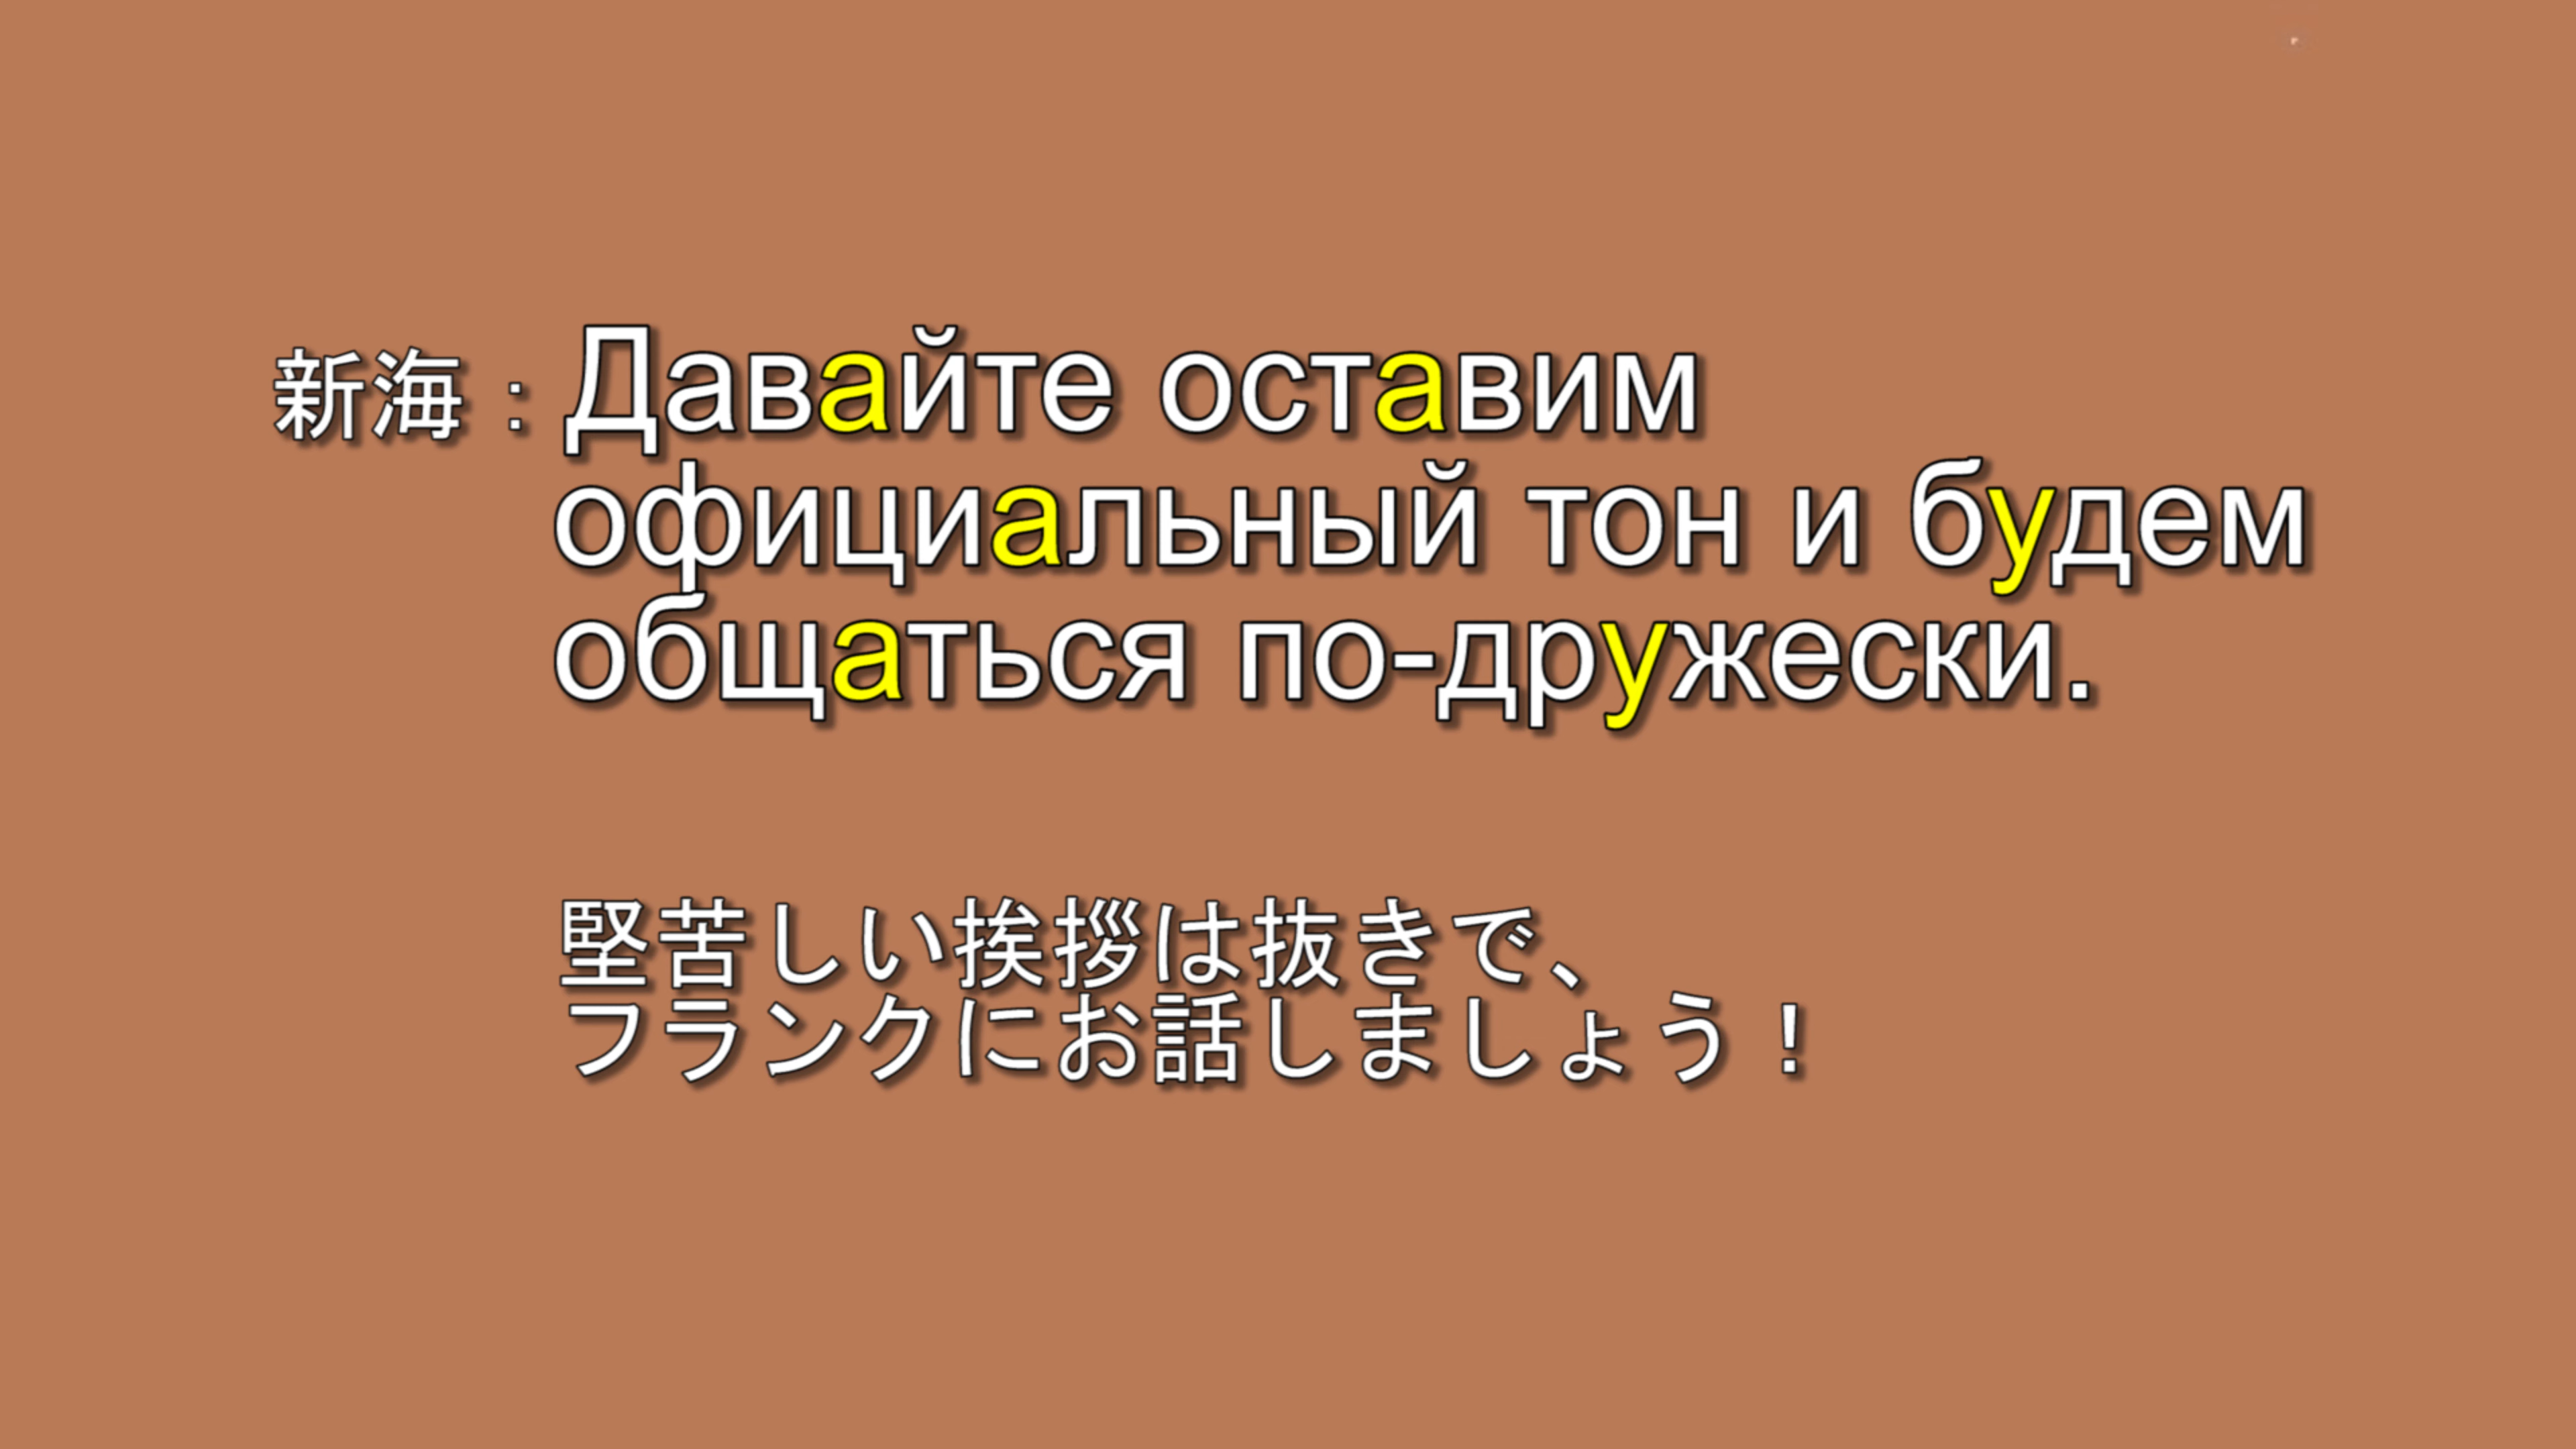 新海：Давайте оставим
официальный тон и будем
общаться по-дружески.
堅苦しい挨拶は抜きで、
フランクにお話しましょう！